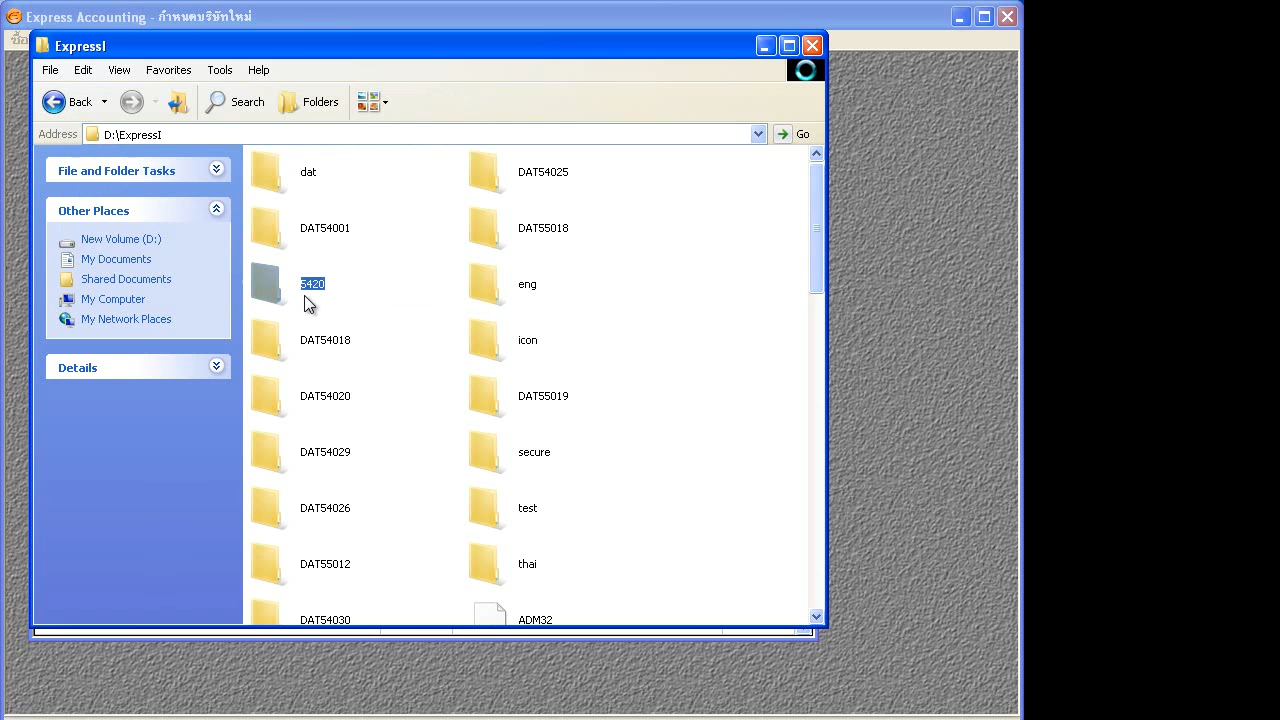 Express Accounting - กำหนดบริษัทใหม่
ExpressI
File Edit View Favorites Tools Help
Back Search Folders
Address D:\ExpressI Go
File and Folder Tasks
Other Places
New Volume (D:)
My Documents
Shared Documents
My Computer
My Network Places
Details
dat DAT54025
DAT54001 DAT55018
5420 eng
DAT54018 icon
DAT54020 DAT55019
DAT54029 secure
DAT54026 test
DAT55012 thai
DAT54030 ADM32